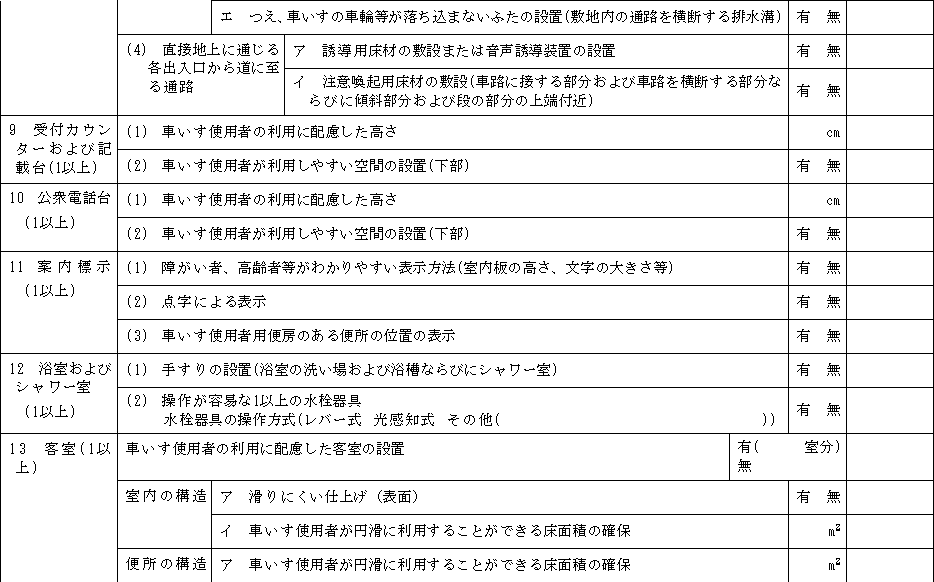 エ　つえ、車いすの車輪等が落ち込まないふたの設置(敷地内の通路を横断する排水溝)　有　無
(4)　直接地上に通じる
各出入口から道に至
る通路
ア　誘導用床材の敷設または音声誘導装置の設置　有　無
イ　注意喚起用床材の敷設(車路に接する部分および車路を横断する部分な
らびに傾斜部分および段の部分の上端付近)　有　無
9　受付カウン
ターおよび記
載台(1以上)
(1)　車いす使用者の利用に配慮した高さ　cm
(2)　車いす使用者が利用しやすい空間の設置(下部)　有　無
10　公衆電話台
(1以上)
(1)　車いす使用者の利用に配慮した高さ　cm
(2)　車いす使用者が利用しやすい空間の設置(下部)　有　無
11　案内標示
(1以上)
(1)　障がい者、高齢者等がわかりやすい表示方法(室内板の高さ、文字の大きさ等)　有　無
(2)　点字による表示　有　無
(3)　車いす使用者用便房のある便所の位置の表示　有　無
12　浴室および
シャワー室
(1以上)
(1)　手すりの設置(浴室の洗い場および浴槽ならびにシャワー室)　有　無
(2)　操作が容易な1以上の水栓器具
水栓器具の操作方式(レバー式　光感知式　その他(　　　))　有　無
13　客室(1以
上)
車いす使用者の利用に配慮した客室の設置　有(　　室分)
無
室内の構造　ア　滑りにくい仕上げ（表面）　有　無
イ　車いす使用者が円滑に利用することができる床面積の確保　㎡
便所の構造　ア　車いす使用者が円滑に利用することができる床面積の確保　㎡